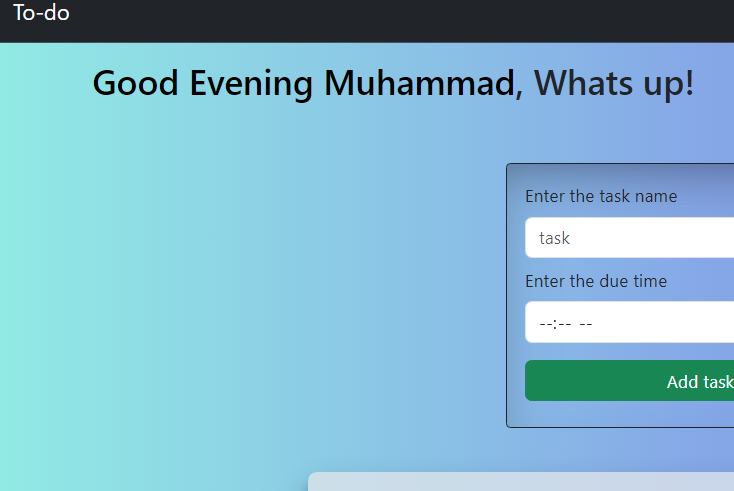 To-do
Good Evening Muhammad, Whats up!
Enter the task name
task
Enter the due time
--:-- --
Add task